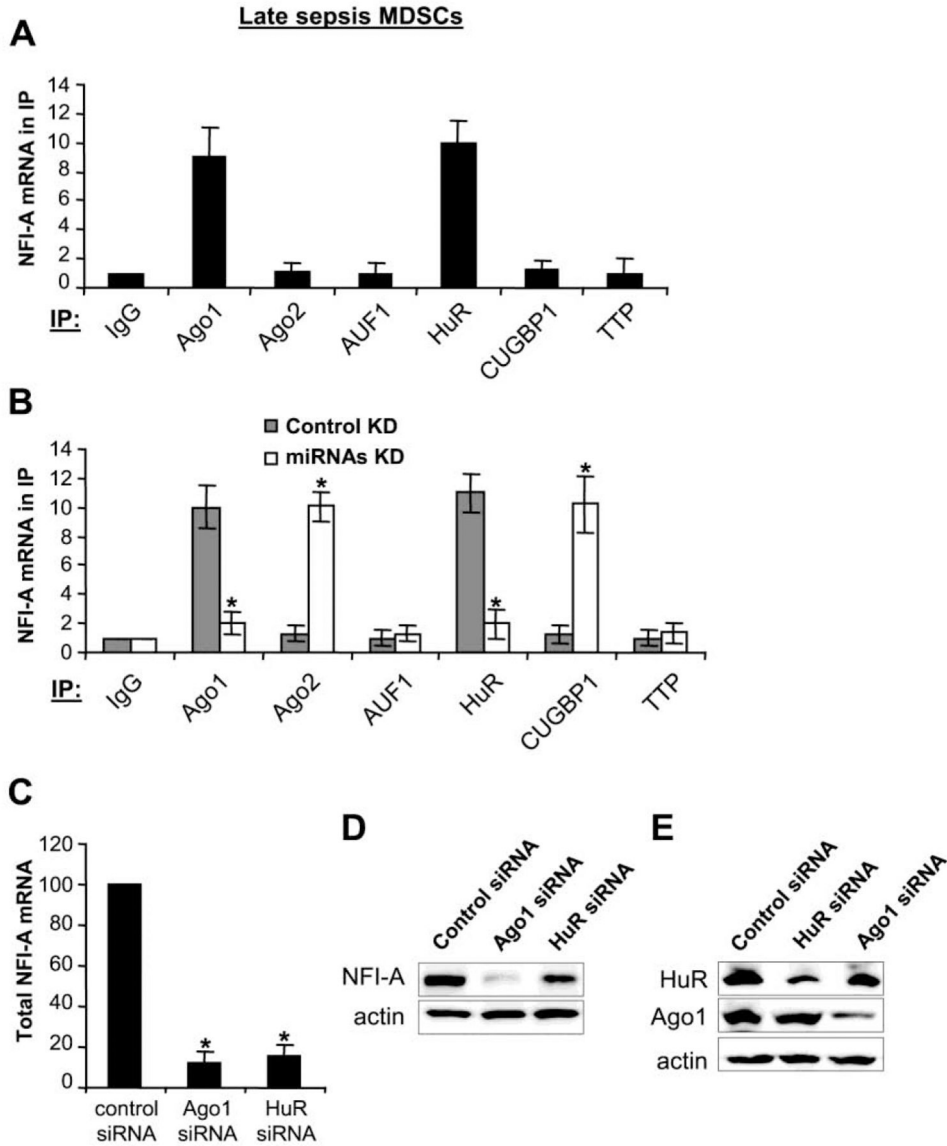 Late sepsis MDSCs
A
NFI-A mRNA in IP
14
12
10
8
6
4
2
0
IP:
IgG
Ago1
Ago2
AUF1
HuR
CUGBP1
TTP
B
Control KD
miRNAs KD
NFI-A mRNA in IP
14
12
10
8
6
4
2
0
*
*
*
*
IP:
IgG
Ago1
Ago2
AUF1
HuR
CUGBP1
TTP
C
Total NFI-A mRNA
120
100
80
60
40
20
0
*
*
control siRNA
Ago1 siRNA
HuR siRNA
D
Control siRNA
Ago1 siRNA
HuR siRNA
NFI-A
actin
E
Control siRNA
HuR siRNA
Ago1 siRNA
HuR
Ago1
actin